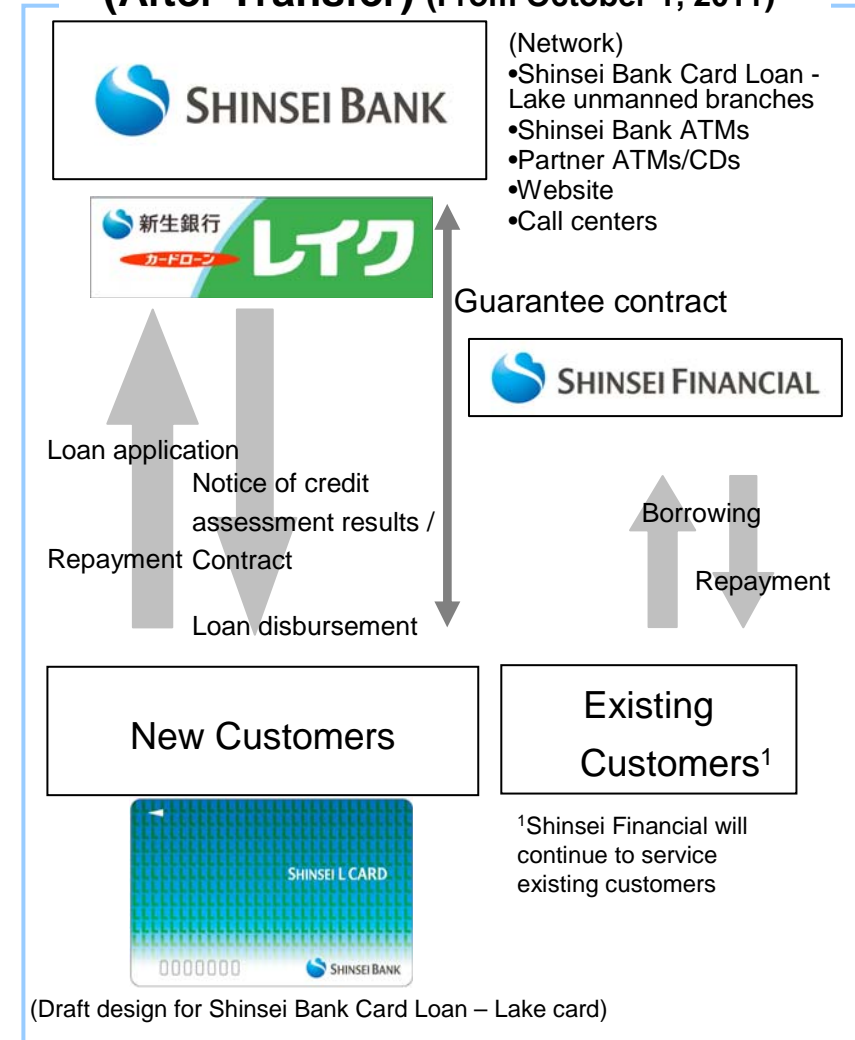 (After Transfer) (From October 1, 2011)
SHINSEI BANK
(Network)
•Shinsei Bank Card Loan -
Lake unmanned branches
•Shinsei Bank ATMs
•Partner ATMs/CDs
•Website
•Call centers
新生銀行
カードローン
レイク
Guarantee contract
SHINSEI FINANCIAL
Loan application
Notice of credit
assessment results /
Repayment Contract
Loan disbursement
Borrowing
Repayment
New Customers
Existing
Customers¹
SHINSEI L CARD
0000000
SHINSEI BANK
¹Shinsei Financial will
continue to service
existing customers
(Draft design for Shinsei Bank Card Loan – Lake card)